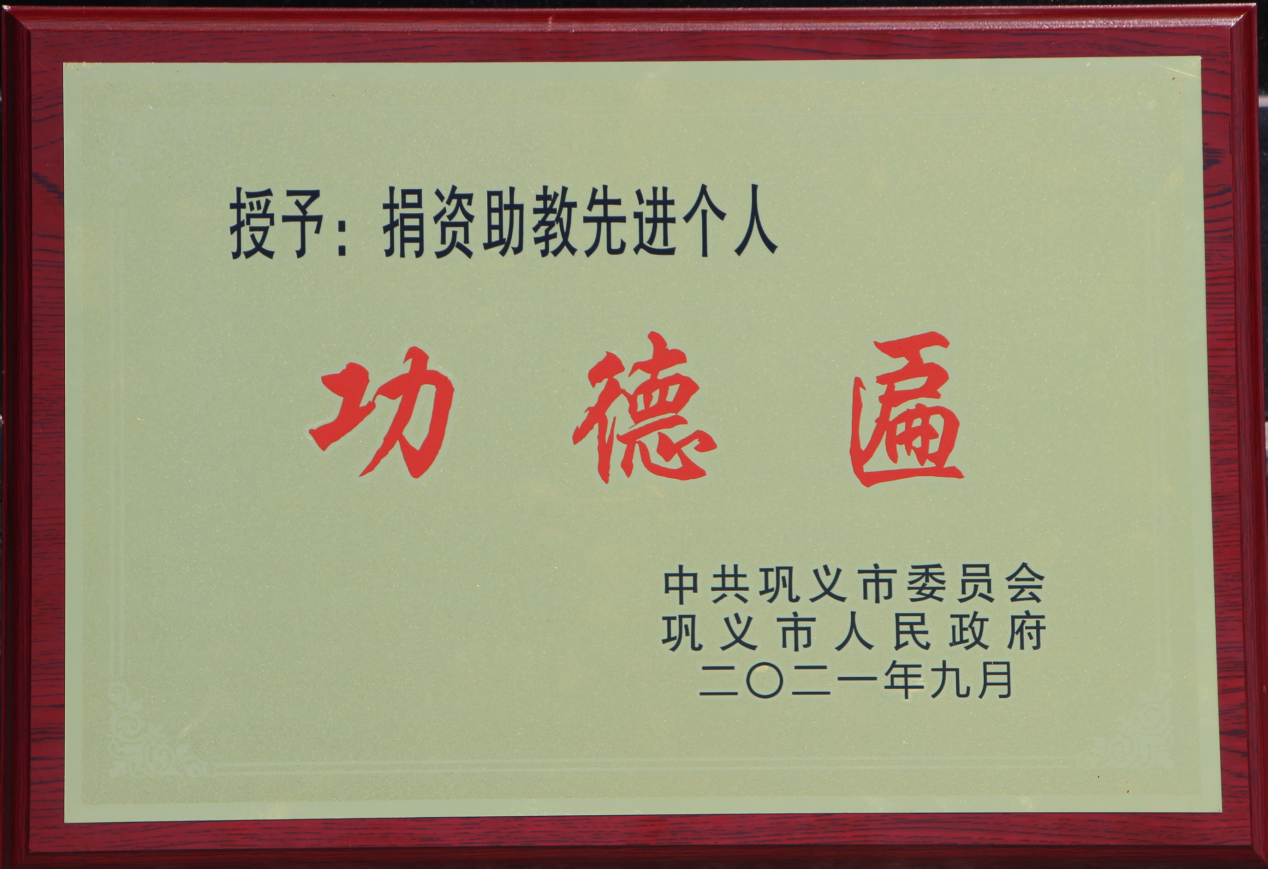 授予：捐资助教先进个人
功德匾
中共巩义市委员会
巩义市人民政府
二〇二一年九月